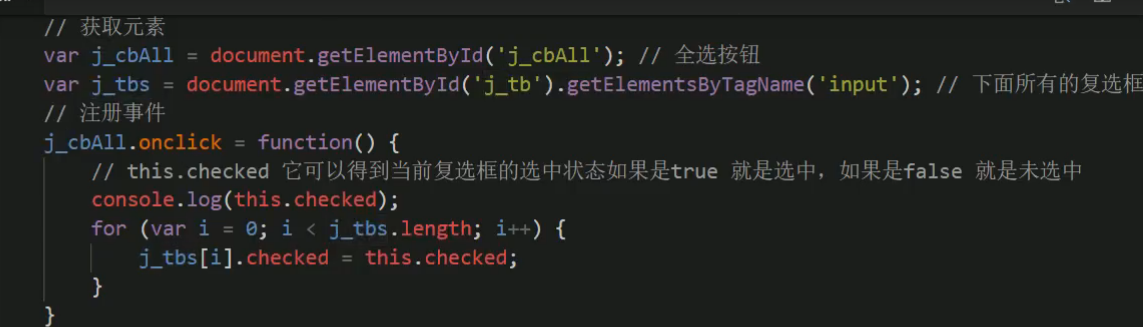 // 获取元素
var j_cbAll = document.getElementById('j_cbAll'); // 全选按钮
var j_tbs = document.getElementById('j_tb').getElementsByTagName('input'); // 下面所有的复选框
// 注册事件
j_cbAll.onclick = function() {
// this.checked 它可以得到当前复选框的选中状态如果是true 就是选中，如果是false 就是未选中
console.log(this.checked);
for (var i = 0; i < j_tbs.length; i++) {
j_tbs[i].checked = this.checked;
}
}